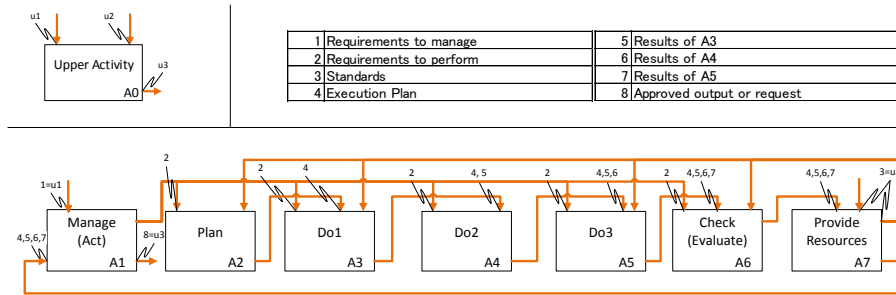 u1
u2
Upper Activity
u3
A0
1 Requirements to manage
2 Requirements to perform
3 Standards
4 Execution Plan
5 Results of A3
6 Results of A4
7 Results of A5
8 Approved output or request
2
2
4
2
4, 5
2
4,5,6
2
4,5,6,7
4,5,6,7
3=u
1=u1
Manage
(Act)
A1
4,5,6,7
8=u3
Plan
A2
Do1
A3
Do2
A4
Do3
A5
Check
(Evaluate)
A6
Provide
Resources
A7